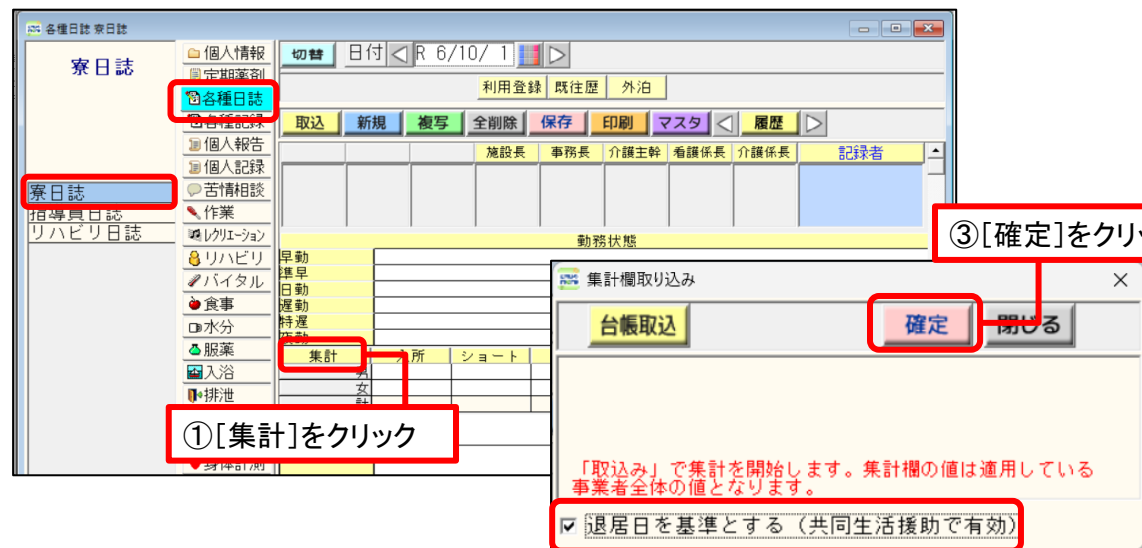 各種日誌 寮日誌
寮日誌
寮日誌
指導員日誌
リハビリ日誌
個人情報
定期薬剤
各種日誌
各種記録
個人報告
個人記録
苦情相談
作業
レクリエーション
リハビリ
バイタル
食事
水分
服薬
入浴
排泄
身体計測
切替 日付 R 6/10/ 1
利用登録 既往歴 外泊
取込 新規 複写 全削除 保存 印刷 マスタ 履歴
施設長 事務長 介護主幹 看護係長 介護係長 記録者
勤務状態
早勤
準早
日勤
遅勤
特遅
夜勤
集計 入所 ショート
男
女
計
①[集計]をクリック
③[確定]をクリッ
集計欄取り込み
台帳取込 確定 閉じる
「取込み」で集計を開始します。集計欄の値は適用している
事業者全体の値となります。
退居日を基準とする（共同生活援助で有効）